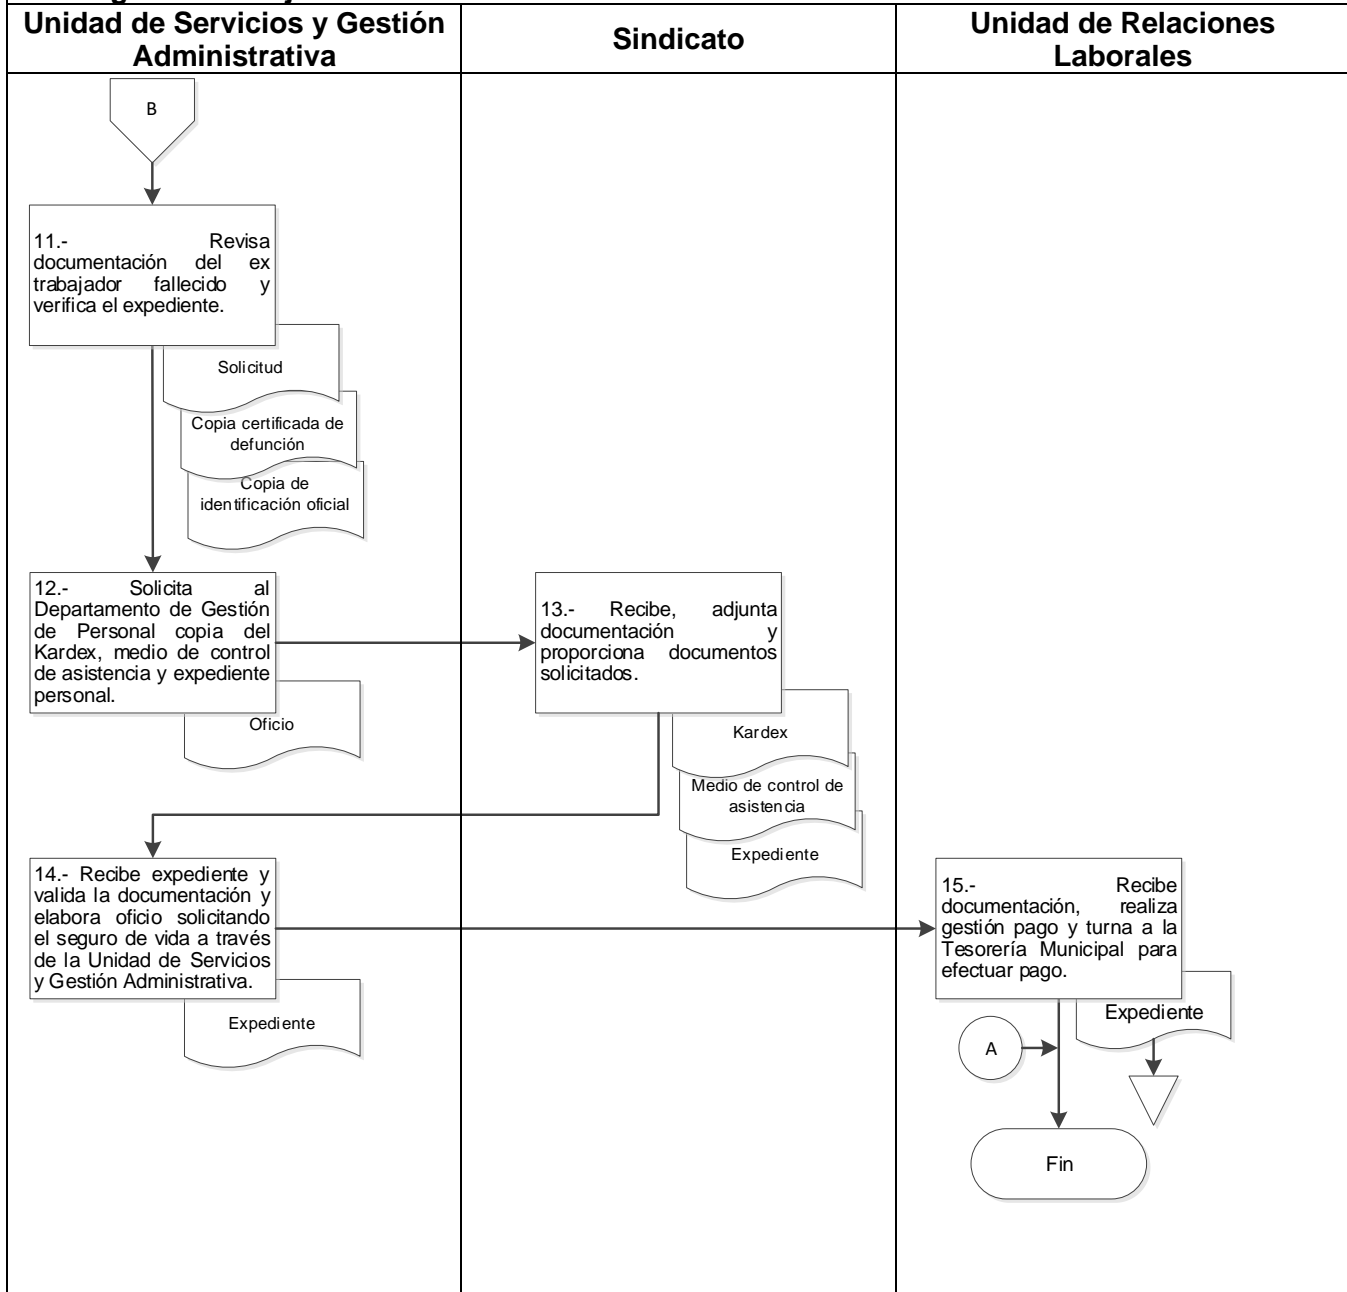 Unidad de Servicios y Gestión
Administrativa
Sindicato
Unidad de Relaciones
Laborales
B
11.- Revisa
documentación del ex
trabajador fallecido y
verifica el expediente.
Solicitud
Copia certificada de
defunción
Copia de
identificación oficial
12.- Solicita al
Departamento de Gestión
de Personal copia del
Kardex, medio de control
de asistencia y expediente
personal.
Oficio
13.- Recibe, adjunta
documentación y
proporciona documentos
solicitados.
Kardex
Medio de control de
asistencia
Expediente
14.- Recibe expediente y
valida la documentación y
elabora oficio solicitando
el seguro de vida a través
de la Unidad de Servicios
y Gestión Administrativa.
Expediente
15.- Recibe
documentación, realiza
gestión pago y turna a la
Tesorería Municipal para
efectuar pago.
Expediente
A
Fin